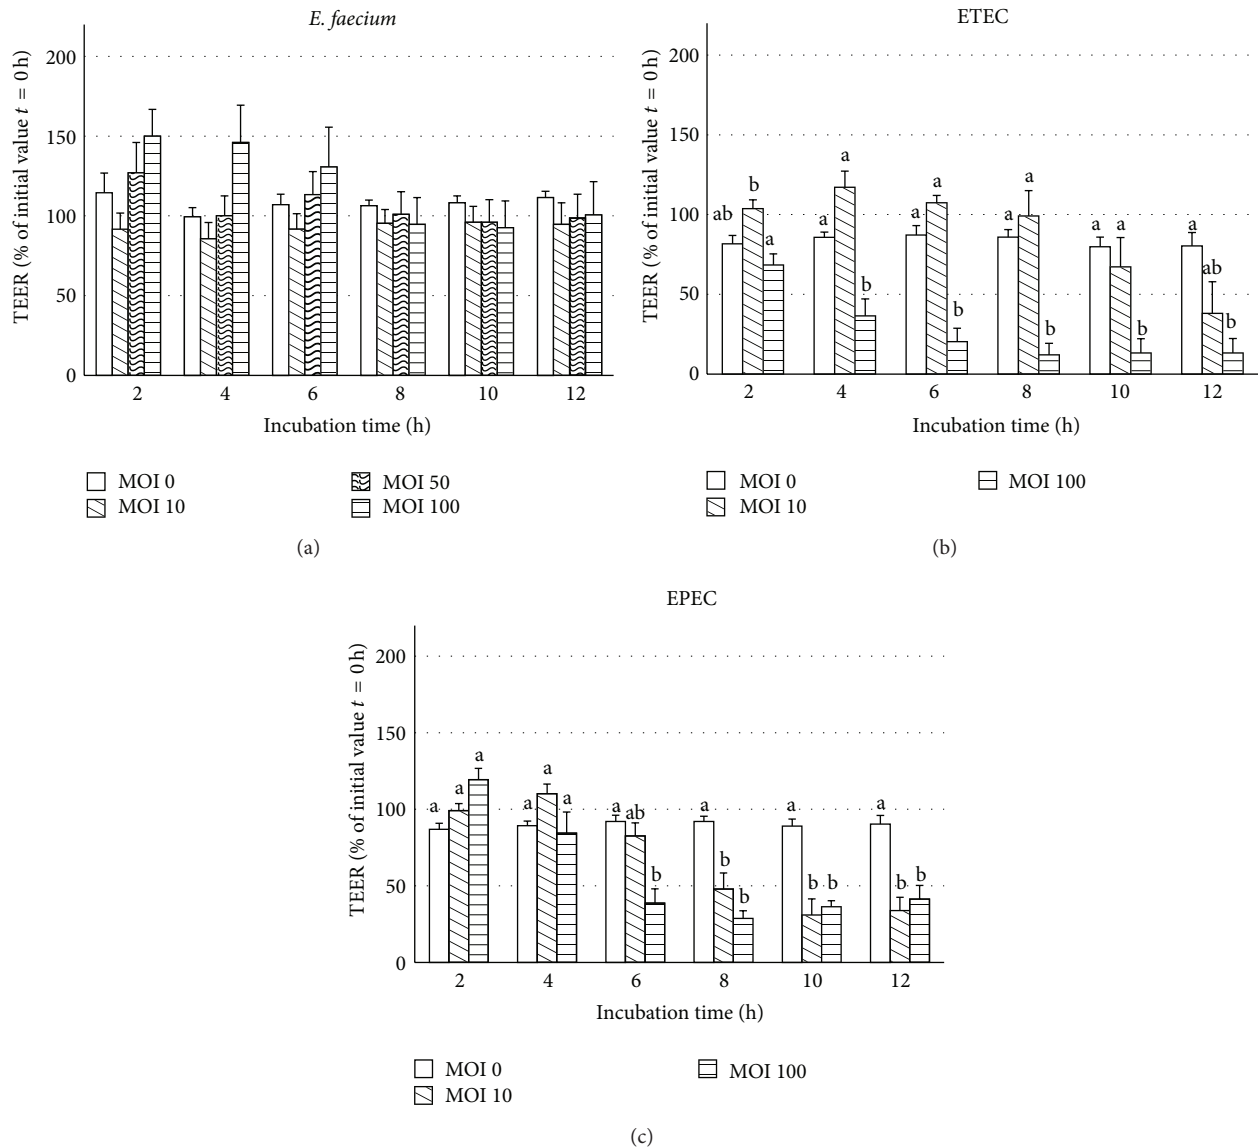 E. faecium
TEER (% of initial value t = 0 h)
200
150
100
50
0
2 4 6 8 10 12
Incubation time (h)
MOI 0
MOI 10
MOI 50
MOI 100
(a)
ETEC
TEER (% of initial value t = 0 h)
200
150
100
50
0
ab b a
a a b
a a b
a a b
a a b
a ab b
2 4 6 8 10 12
Incubation time (h)
MOI 0
MOI 10
MOI 100
(b)
EPEC
TEER (% of initial value t = 0 h)
200
150
100
50
0
a a a
a a a
a ab b
a b b
a b b
a b b
2 4 6 8 10 12
Incubation time (h)
MOI 0
MOI 10
MOI 100
(c)